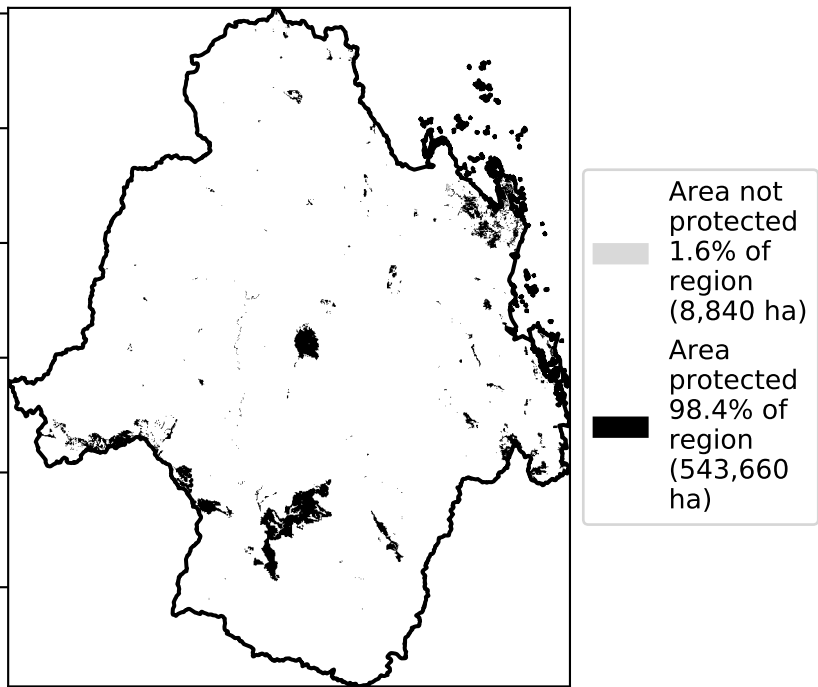 Area not
protected
1.6% of
region
(8,840 ha)
Area
protected
98.4% of
region
(543,660
ha)